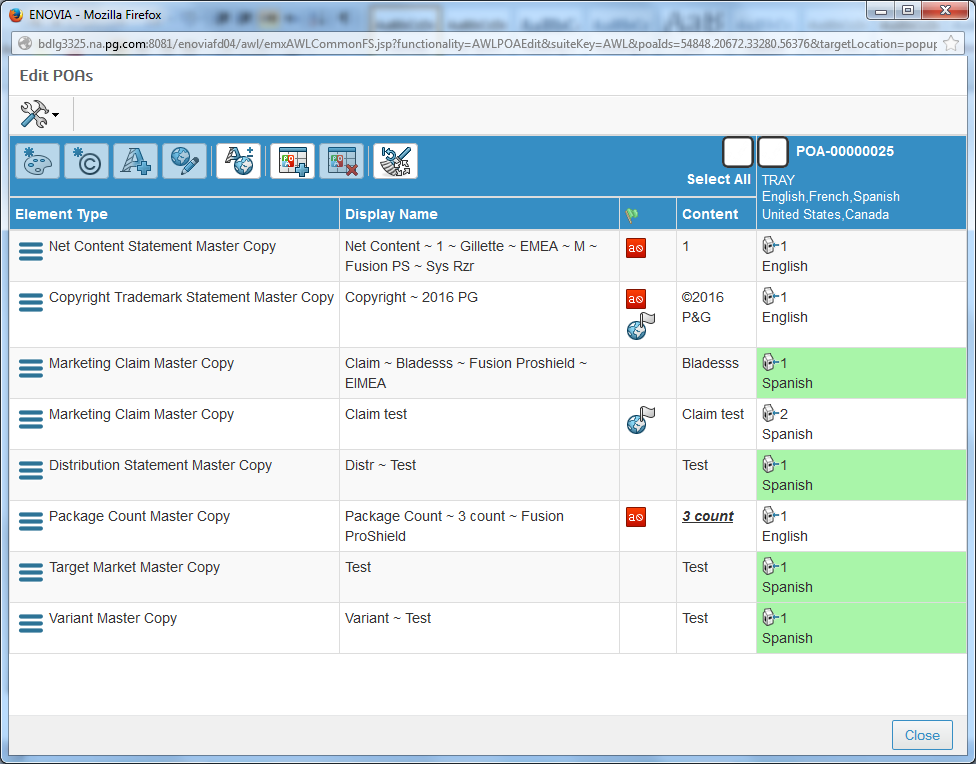 ENOVIA - Mozilla Firefox
bdlg3325.na.pg.com:8081/enoviafd04/awl/emxAWLCommonFS.jsp?functionality=AWLPOAEdit&suiteKey=AWL&poaIds=54848.20672.33280.56376&targetLocation=popup
Edit POAs
Select All
POA-00000025
TRAY
English,French,Spanish
United States,Canada
Element Type Display Name Content
Net Content Statement Master Copy Net Content ~ 1 ~ Gillette ~ EMEA ~ M ~ 1 1
Fusion PS ~ Sys Rzr English
Copyright Trademark Statement Master Copy Copyright ~ 2016 PG ©2016 1
P&G English
Marketing Claim Master Copy Claim ~ Bladesss ~ Fusion Proshield ~ Bladesss 1
EIMEA Spanish
Marketing Claim Master Copy Claim test Claim test 2
Spanish
Distribution Statement Master Copy Distr ~ Test Test 1
Spanish
Package Count Master Copy Package Count ~ 3 count ~ Fusion 3 count 1
ProShield English
Target Market Master Copy Test Test 1
Spanish
Variant Master Copy Variant ~ Test Test 1
Spanish
Close